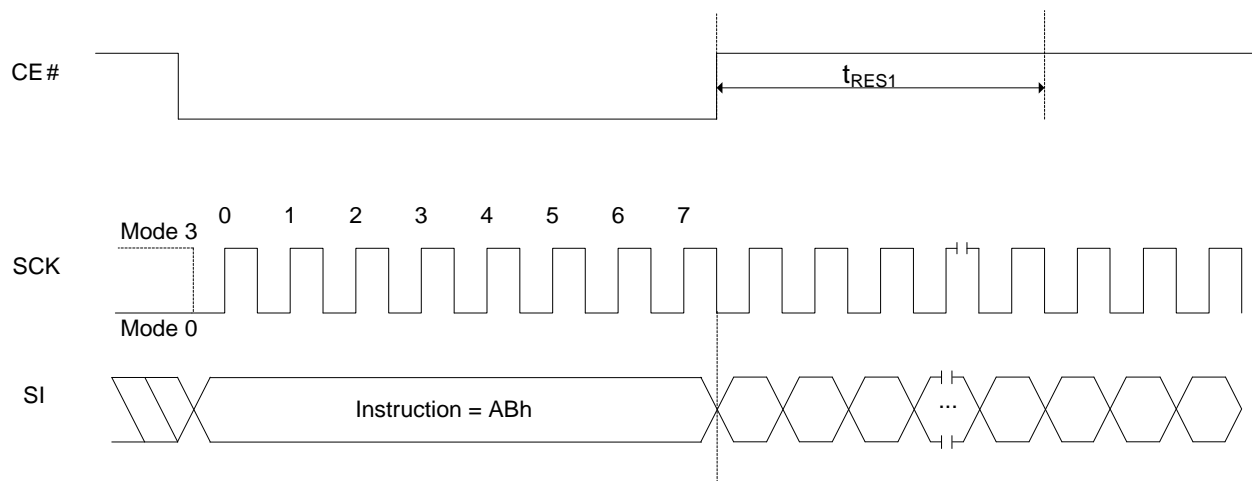 CE#
tRES1
0 1 2 3 4 5 6 7
Mode 3
SCK
Mode 0
SI
Instruction = ABh
...